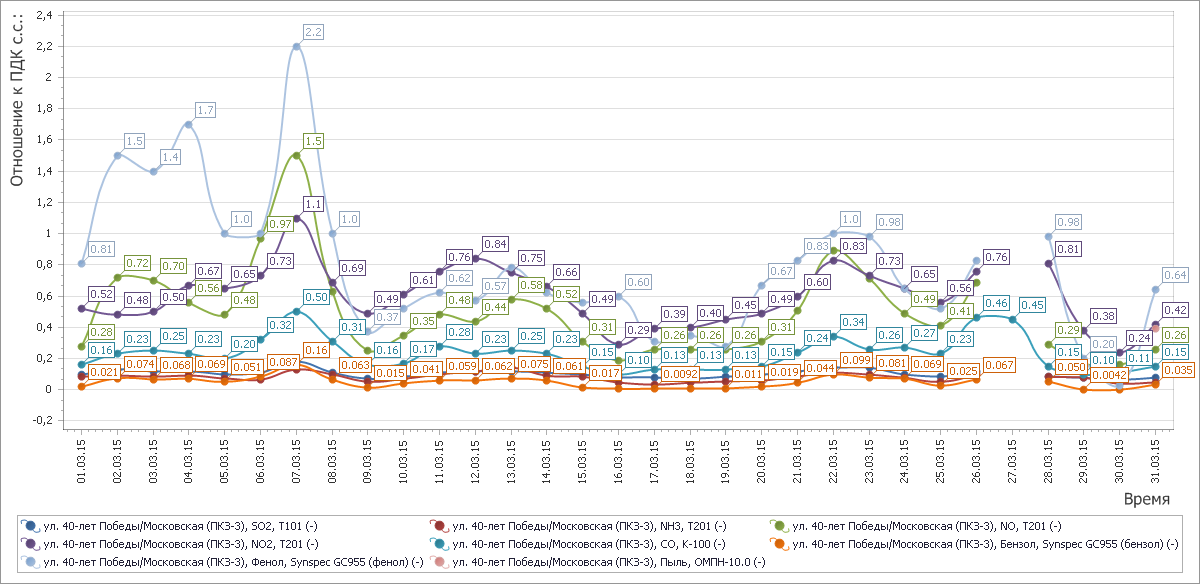 Отношение к ПДК с.с.:
2,4
2,2
2
1,8
1,6
1,4
1,2
1
0,8
0,6
0,4
0,2
0
-0,2
2.2
1.7
1.5 1.4 1.5
1.1
0.81 1.0 0.97 1.0 1.0 0.98 0.98
0.72 0.70 0.67 0.65 0.73 0.69 0.61 0.76 0.84 0.75 0.66 0.60 0.67 0.83 0.83 0.73 0.65 0.56 0.76 0.81 0.64
0.52 0.48 0.50 0.56 0.48 0.50 0.49 0.62 0.57 0.58 0.52 0.49 0.39 0.40 0.45 0.49 0.60 0.49 0.41 0.46 0.45 0.38 0.42
0.28 0.32 0.31 0.37 0.35 0.48 0.44 0.31 0.29 0.26 0.26 0.26 0.31 0.51 0.34 0.29 0.20 0.24 0.26
0.16 0.23 0.25 0.23 0.20 0.16 0.16 0.17 0.28 0.23 0.25 0.23 0.15 0.10 0.13 0.13 0.13 0.15 0.23 0.26 0.27 0.23 0.15 0.10 0.11 0.15
0.021 0.074 0.068 0.069 0.051 0.087 0.063 0.015 0.041 0.059 0.062 0.075 0.061 0.017 0.0092 0.011 0.019 0.044 0.099 0.081 0.069 0.025 0.067 0.050 0.0042 0.035
01.03.15 02.03.15 03.03.15 04.03.15 05.03.15 06.03.15 07.03.15 08.03.15 09.03.15 10.03.15 11.03.15 12.03.15 13.03.15 14.03.15 15.03.15 16.03.15 17.03.15 18.03.15 19.03.15 20.03.15 21.03.15 22.03.15 23.03.15 24.03.15 25.03.15 26.03.15 27.03.15 28.03.15 29.03.15 30.03.15 31.03.15
Время
ул. 40-лет Победы/Московская (ПКЗ-3), SO2, T101 (-) ул. 40-лет Победы/Московская (ПКЗ-3), NH3, T201 (-) ул. 40-лет Победы/Московская (ПКЗ-3), NO, T201 (-)
ул. 40-лет Победы/Московская (ПКЗ-3), NO2, T201 (-) ул. 40-лет Победы/Московская (ПКЗ-3), CO, K-100 (-) ул. 40-лет Победы/Московская (ПКЗ-3), Бензол, Synspec GC955 (бензол) (-)
ул. 40-лет Победы/Московская (ПКЗ-3), Фенол, Synspec GC955 (фенол) (-) ул. 40-лет Победы/Московская (ПКЗ-3), Пыль, ОМПН-10.0 (-)